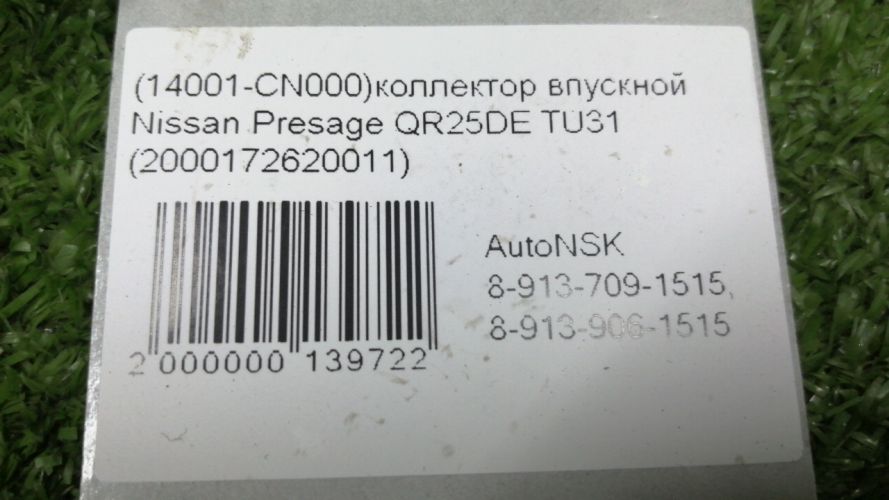 (14001-CN000)коллектор впускной
Nissan Presage QR25DE TU31
(2000172620011)
AutoNSK
8-913-709-1515,
8-913-906-1515
2 000000 139722